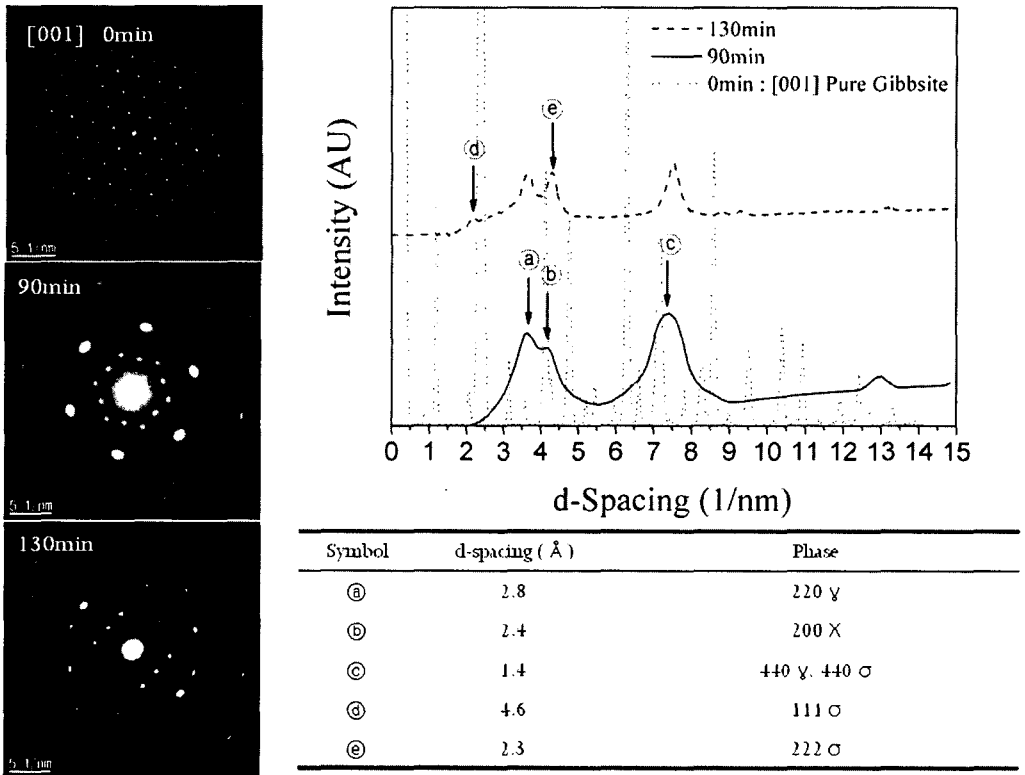 [001] 0min
5 1/nm
90min
5 1/nm
130min
5 1/nm
Intensity (AU)
130min
90min
0min : [001] Pure Gibbsite
ⓔ
ⓓ
ⓒ
ⓐ
ⓑ
0 1 2 3 4 5 6 7 8 9 10 11 12 13 14 15
d-Spacing (1/nm)
Symbol d-spacing ( Å ) Phase
ⓐ 2.8 220 γ
ⓑ 2.4 200 X
ⓒ 1.4 440 γ, 440 σ
ⓓ 4.6 111 σ
ⓔ 2.3 222 σ